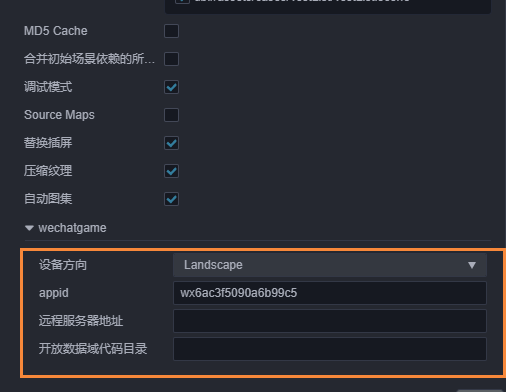 MD5 Cache
合并初始场景依赖的所…
调试模式
Source Maps
替换插屏
压缩纹理
自动图集
wechatgame
设备方向 Landscape
appid wx6ac3f5090a6b99c5
远程服务器地址
开放数据域代码目录